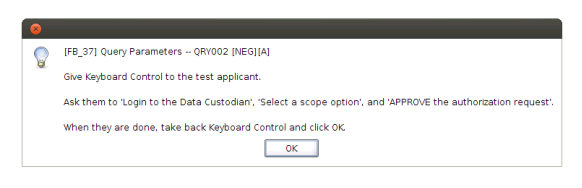 [FB_37] Query Parameters -- QRY002 [NEG][A]
Give Keyboard Control to the test applicant.
Ask them to 'Login to the Data Custodian', 'Select a scope option', and 'APPROVE the authorization request'.
When they are done, take back Keyboard Control and click OK.
OK